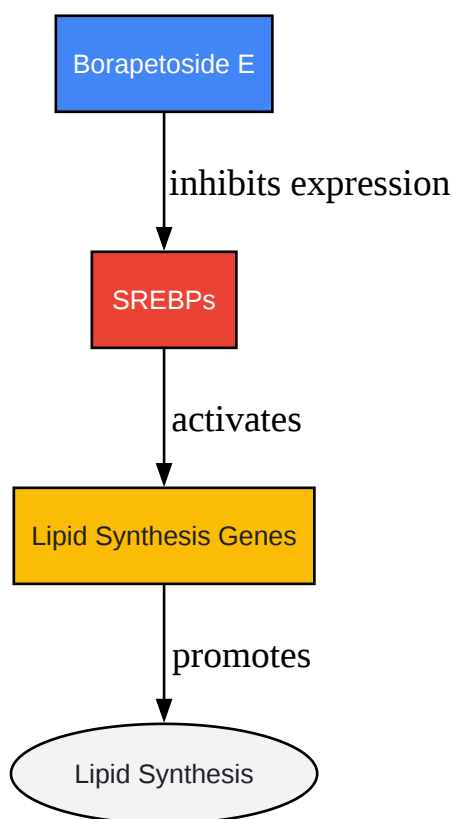 Borapetoside E
inhibits expression
SREBPs
activates
Lipid Synthesis Genes
promotes
Lipid Synthesis